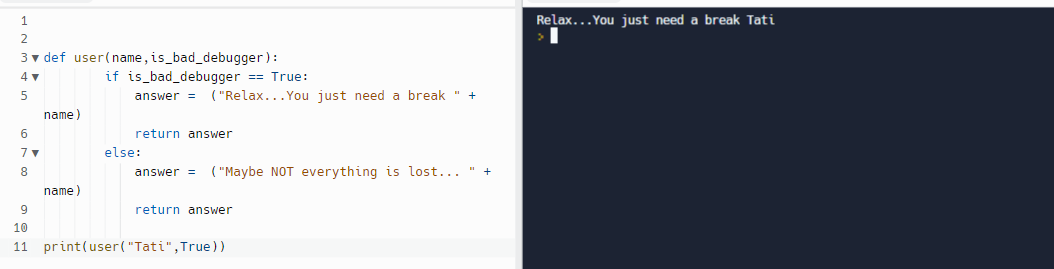 1
2
3 def user(name,is_bad_debugger):
4 if is_bad_debugger == True:
5 answer =  ("Relax...You just need a break " +
name)
6 return answer
7 else:
8 answer =  ("Maybe NOT everything is lost... " +
name)
9 return answer
10
11 print(user("Tati",True))
Relax...You just need a break Tati
>